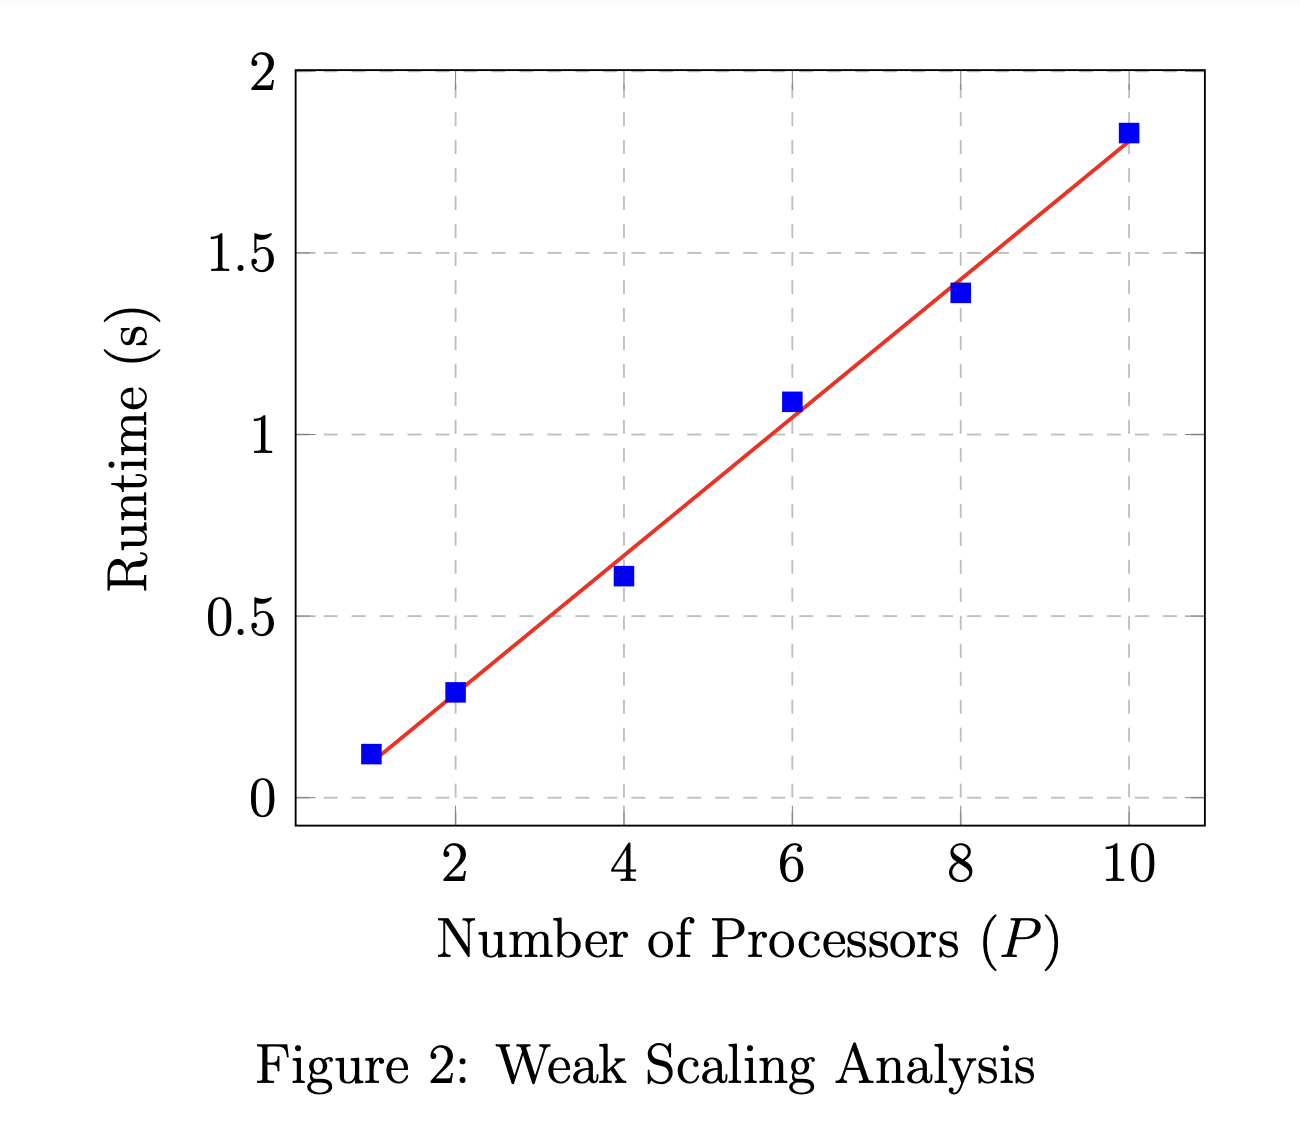 2
1.5
1
0.5
0
Runtime (s)
2 4 6 8 10
Number of Processors (P)
Figure 2: Weak Scaling Analysis